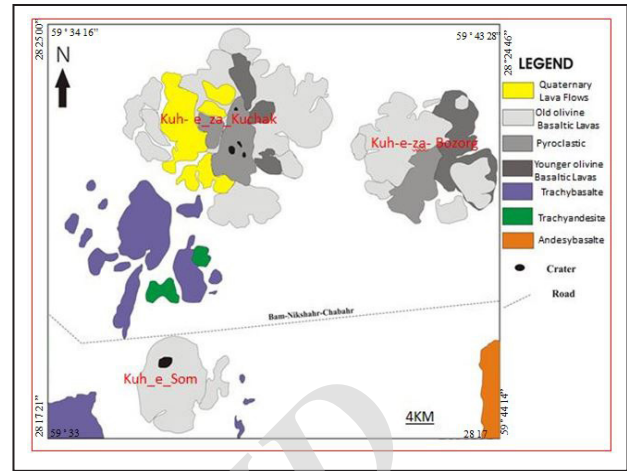 59 ° 34 16"
59 ° 43 28"
28 25 00"
28 °24 46"
N
Kuh- e_za_Kuchak
Kuh-e-za- Bozorg
Bam-Nikshahr-Chabahr
Kuh_e_Som
4KM
28 17 21"
59 ° 33
28 17
59 ° 44 14"
LEGEND
Quaternary
Lava Flows
Old olivine
Basaltic Lavas
Pyroclastic
Younger olivine
Basaltic Lavas
Trachybasalte
Trachyandesite
Andesybasalte
Crater
Road